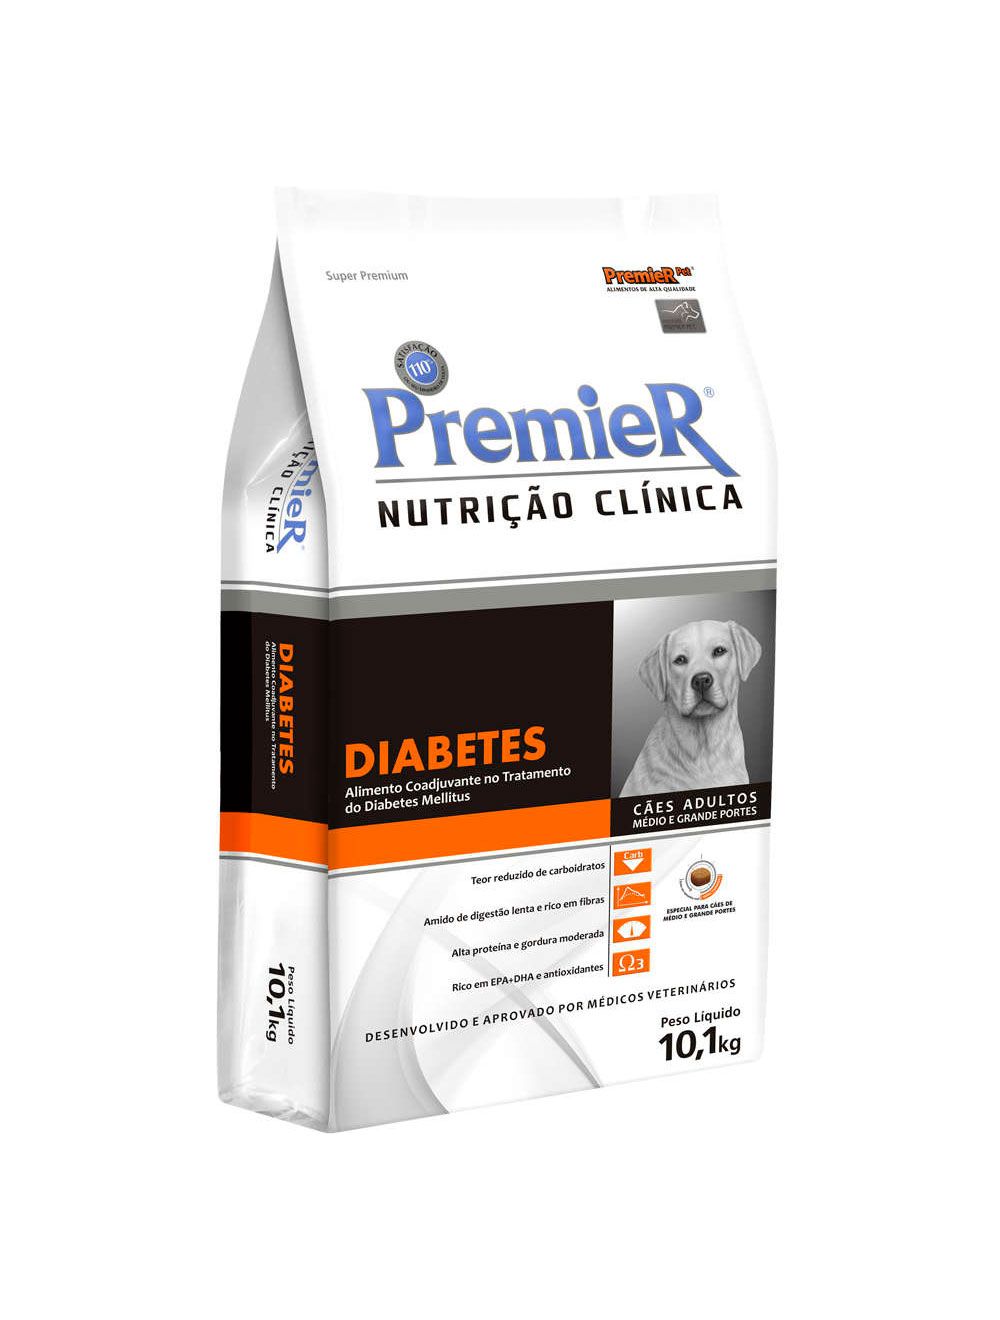 Super Premium
PremieR Pet®
ALIMENTOS DE ALTA QUALIDADE
SATISFAÇÃO
110%
PremieR®
NUTRIÇÃO CLÍNICA
mieR®
IÇÃO CLÍNICA
DIABETES
Alimento Coadjuvante no Tratamento
do Diabetes Mellitus
DIABETES
Alimento Coadjuvante no Tratamento
do Diabetes Mellitus
CÃES ADULTOS
MÉDIO E GRANDE PORTES
Teor reduzido de carboidratos
Carb
Amido de digestão lenta e rico em fibras
Alta proteína e gordura moderada
Rico em EPA+DHA e antioxidantes
Ω3
ESPECIAL PARA CÃES DE
MÉDIO E GRANDE PORTES
DESENVOLVIDO E APROVADO POR MÉDICOS VETERINÁRIOS
Peso Líquido
10,1kg
Peso Líquido
10,1kg